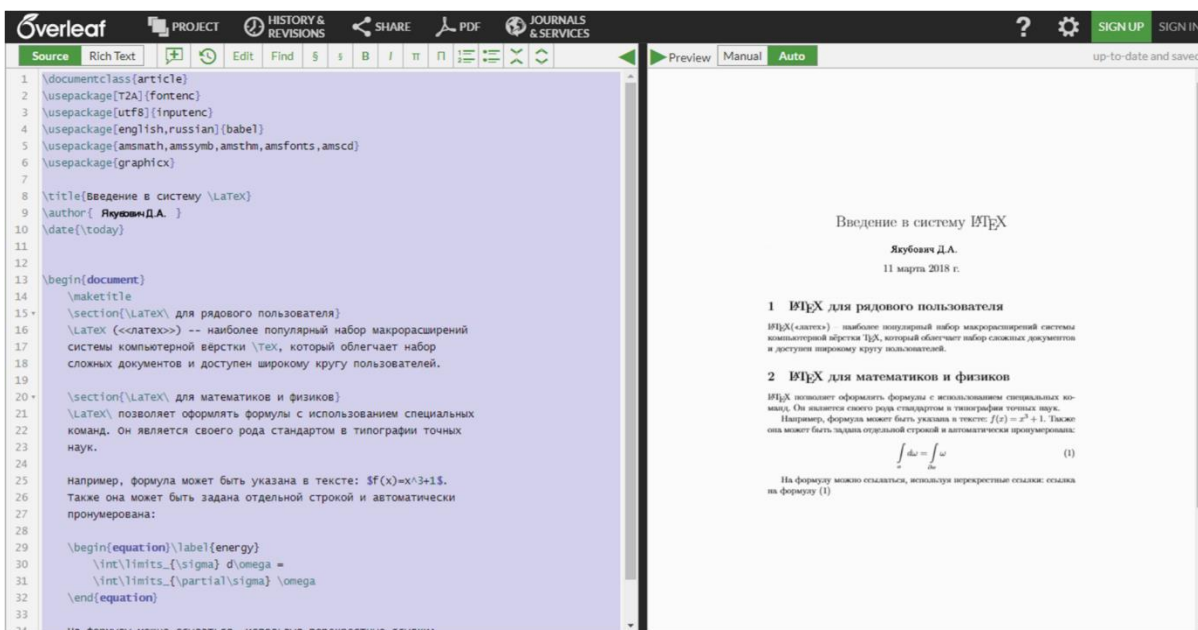 Overleaf PROJECT HISTORY & REVISIONS SHARE PDF JOURNALS & SERVICES ? SIGN UP SIGN IN
Source Rich Text Edit Find § § B I π Π Preview Manual Auto up-to-date and saved
1 \documentclass{article}
2 \usepackage[T2A]{fontenc}
3 \usepackage[utf8]{inputenc}
4 \usepackage[english,russian]{babel}
5 \usepackage{amsmath,amssymb,amsthm,amsfonts,amscd}
6 \usepackage{graphicx}
7
8 \title{Введение в систему \LaTeX}
9 \author{ Якубович Д.А. }
10 \date{\today}
11
12
13 \begin{document}
14 \maketitle
15 \section{\LaTeX\ для рядового пользователя}
16 \LaTeX (<<латех>>) -- наиболее популярный набор макрорасширений
17 системы компьютерной вёрстки \TeX, который облегчает набор
18 сложных документов и доступен широкому кругу пользователей.
19
20 \section{\LaTeX\ для математиков и физиков}
21 \LaTeX\ позволяет оформлять формулы с использованием специальных
22 команд. Он является своего рода стандартом в типографии точных
23 наук.
24
25 Например, формула может быть указана в тексте: $f(x)=x^3+1$.
26 Также она может быть задана отдельной строкой и автоматически
27 пронумерована:
28
29 \begin{equation}\label{energy}
30 \int\limits_{\sigma} d\omega =
31 \int\limits_{\partial\sigma} \omega
32 \end{equation}
33
Введение в систему LATEX
Якубович Д.А.
11 марта 2018 г.
1 LATEX для рядового пользователя
LATEX(«латех») – наиболее популярный набор макрорасширений системы
компьютерной вёрстки TEX, который облегчает набор сложных документов
и доступен широкому кругу пользователей.
2 LATEX для математиков и физиков
LATEX позволяет оформлять формулы с использованием специальных ко-
манд. Он является своего рода стандартом в типографии точных наук.
Например, формула может быть указана в тексте: f(x) = x³ + 1. Также
она может быть задана отдельной строкой и автоматически пронумерована:
∫σ dω = ∫∂σ ω (1)
На формулу можно ссылаться, используя перекрестные ссылки: ссылка
на формулу (1)